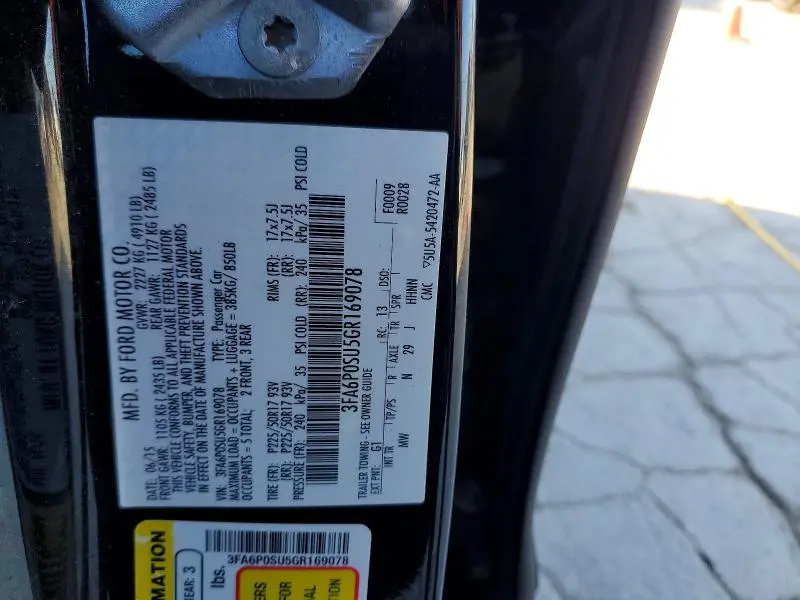 MFD. BY FORD MOTOR CO.
DATE: 06/15 GVWR: 2227 KG ( 4910 LB)
FRONT GAWR: 1105 KG ( 2435 LB) REAR GAWR: 1127 KG ( 2485 LB)
THIS VEHICLE CONFORMS TO ALL APPLICABLE FEDERAL MOTOR
VEHICLE SAFETY, BUMPER, AND THEFT PREVENTION STANDARDS
IN EFFECT ON THE DATE OF MANUFACTURE SHOWN ABOVE.
VIN: 3FA6P0SU5GR169078 TYPE: Passenger Car
MAXIMUM LOAD = OCCUPANTS + LUGGAGE = 385KG/ 850LB
OCCUPANTS = 5 TOTAL; 2 FRONT, 3 REAR
TIRE (FR): P225/50R17 93V RIMS (FR): 17x7.5J
(RR): P225/50R17 93V (RR): 17x7.5J
PRESSURE (FR): 240 kPa/ 35 PSI COLD (RR): 240 kPa/ 35 PSI COLD
3FA6P0SU5GR169078
F0009
R0028
TRAILER TOWING - SEE OWNER GUIDE
EXT PNT: G1 RC: 13 DSO:
INT TR TP/PS R AXLE TR SPR
MW N 29 J HHNN
CMC ▽5U5A-5420472-AA
MATION
REAR: 3
lbs.
3FA6P0SU5GR169078